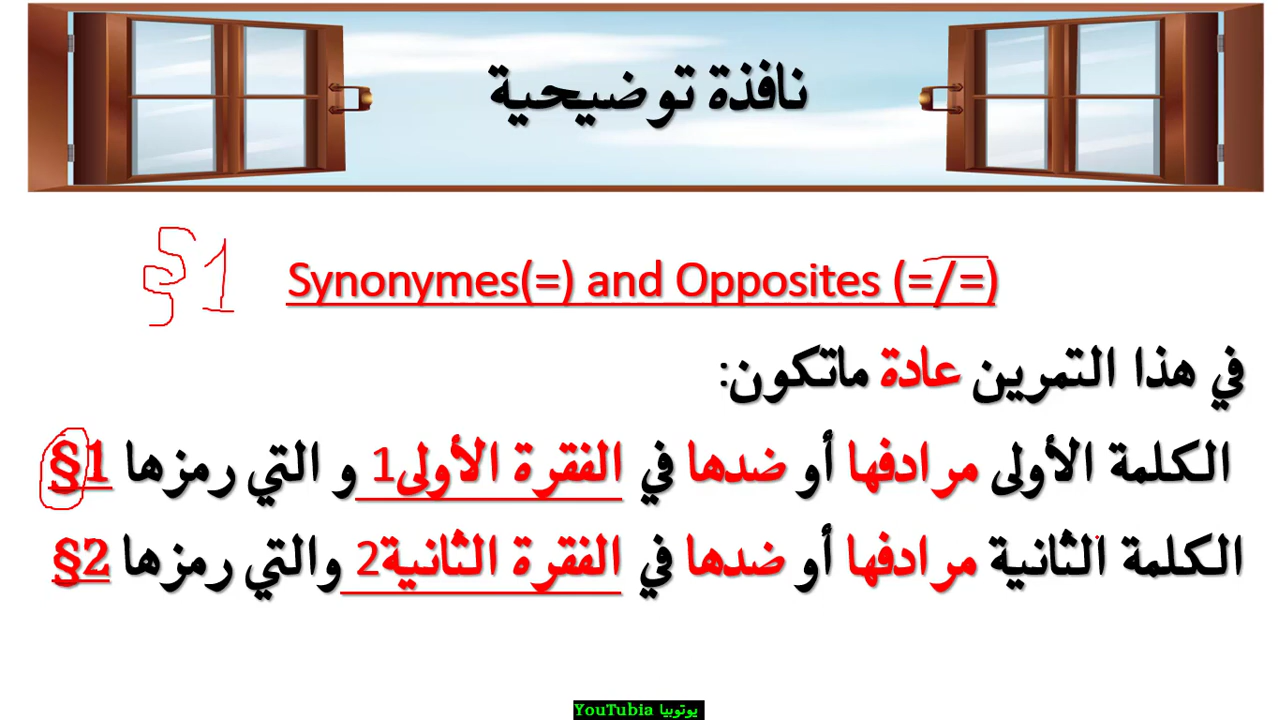 نافذة توضيحية
§1
Synonymes(=) and Opposites (=/=)
في هذا التمرين عادة ماتكون:
الكلمة الأولى مرادفها أو ضدها في الفقرة الأولى1 و التي رمزها §1
الكلمة الثانية مرادفها أو ضدها في الفقرة الثانية2 والتي رمزها §2
YouTubia يوتوبيا